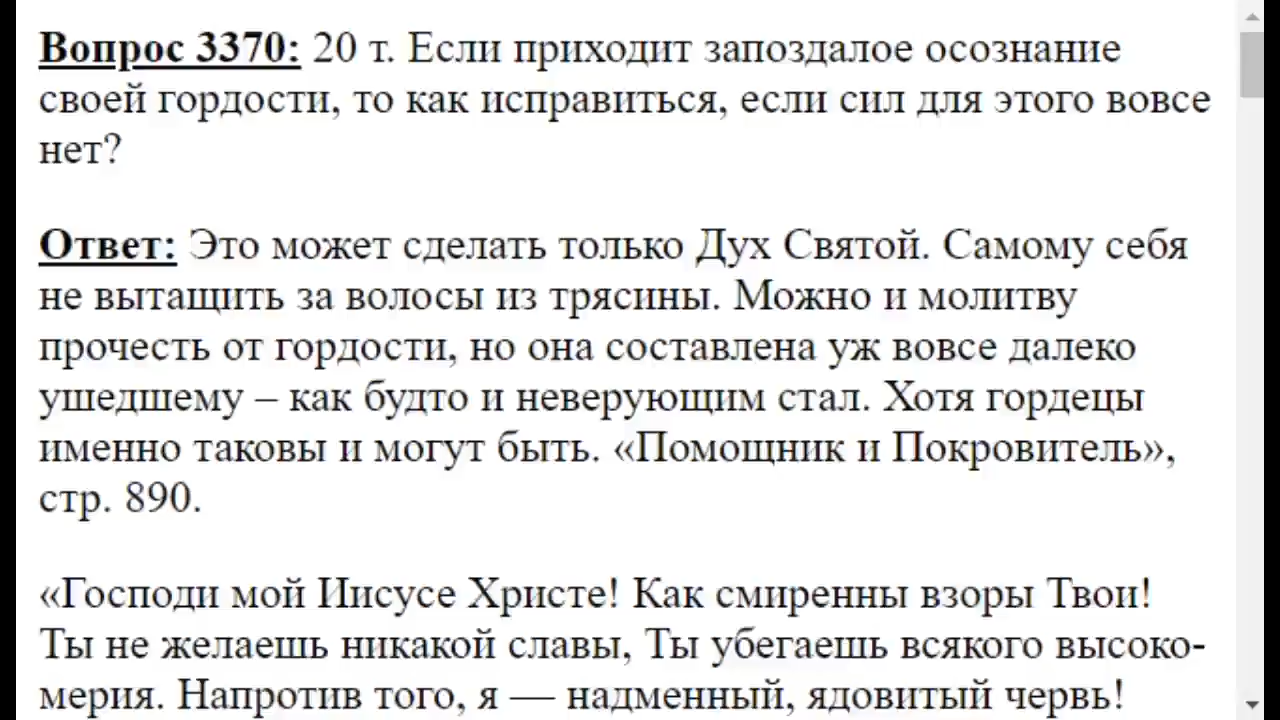 Вопрос 3370: 20 т. Если приходит запоздалое осознание
своей гордости, то как исправиться, если сил для этого вовсе
нет?
Ответ: Это может сделать только Дух Святой. Самому себя
не вытащить за волосы из трясины. Можно и молитву
прочесть от гордости, но она составлена уж вовсе далеко
ушедшему – как будто и неверующим стал. Хотя гордецы
именно таковы и могут быть. «Помощник и Покровитель»,
стр. 890.
«Господи мой Иисусе Христе! Как смиренны взоры Твои!
Ты не желаешь никакой славы, Ты убегаешь всякого высоко-
мерия. Напротив того, я — надменный, ядовитый червь!